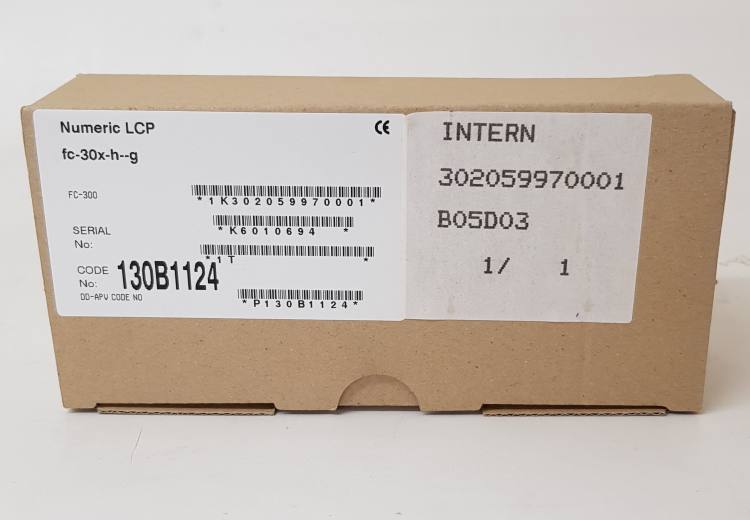 Numeric LCP
CE
fc-30x-h--g
FC-300
*1K302059970001*
SERIAL
No:
*K6010694 *
*1T *
CODE
No:
130B1124
DD-APW CODE NO
*P130B1124*
INTERN
302059970001
B05D03
1/ 1